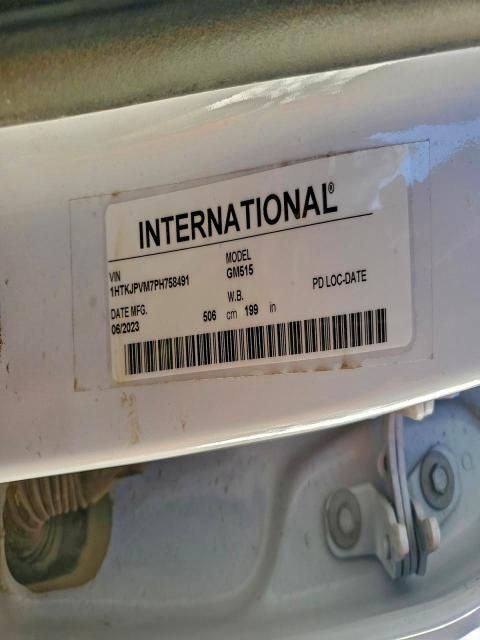 INTERNATIONAL®
VIN MODEL
1HTKJPVM7PH758491 GM515
DATE MFG. W.B. PD LOC-DATE
06/2023 506 cm 199 in